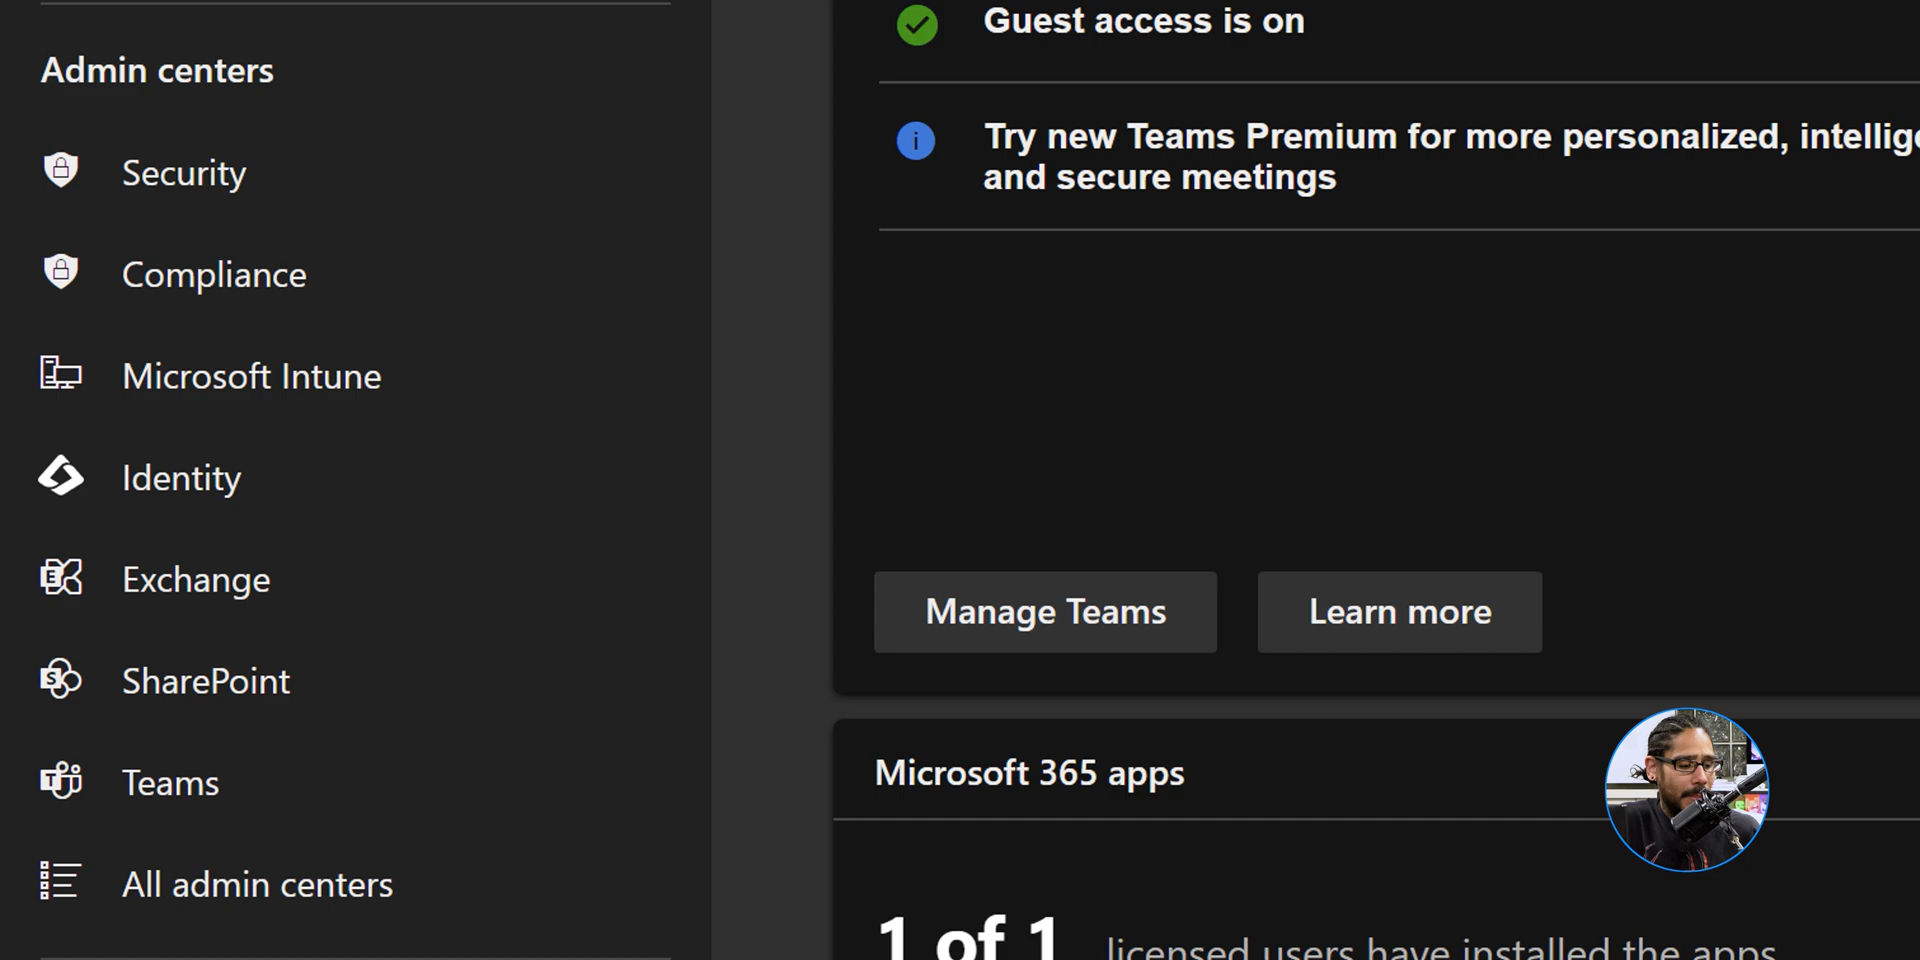 Admin centers
Security
Compliance
Microsoft Intune
Identity
Exchange
SharePoint
Teams
All admin centers
Guest access is on
Try new Teams Premium for more personalized,
and secure meetings
Manage Teams
Learn more
Microsoft 365 apps
1 of 1 licensed users have installed the apps